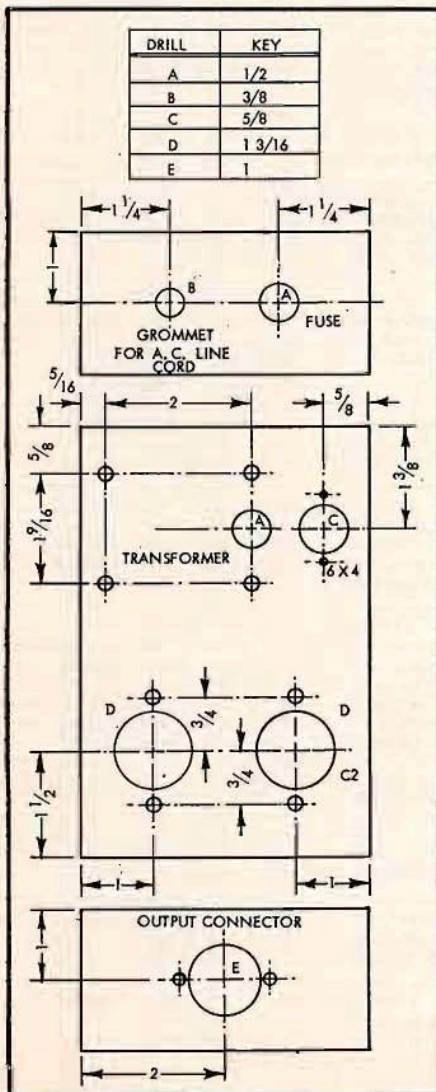 DRILL KEY
A 1/2
B 3/8
C 5/8
D 1 3/16
E 1
1 1/4 1 1/4
1
B A
GROMMET
FOR A.C. LINE
CORD
FUSE
5/16 2 5/8
5/8 1 3/8
1 9/16
A C
TRANSFORMER
6 X 4
D 3/4 D
3/4
C2
1 1/2
1 1
OUTPUT CONNECTOR
1
E
2